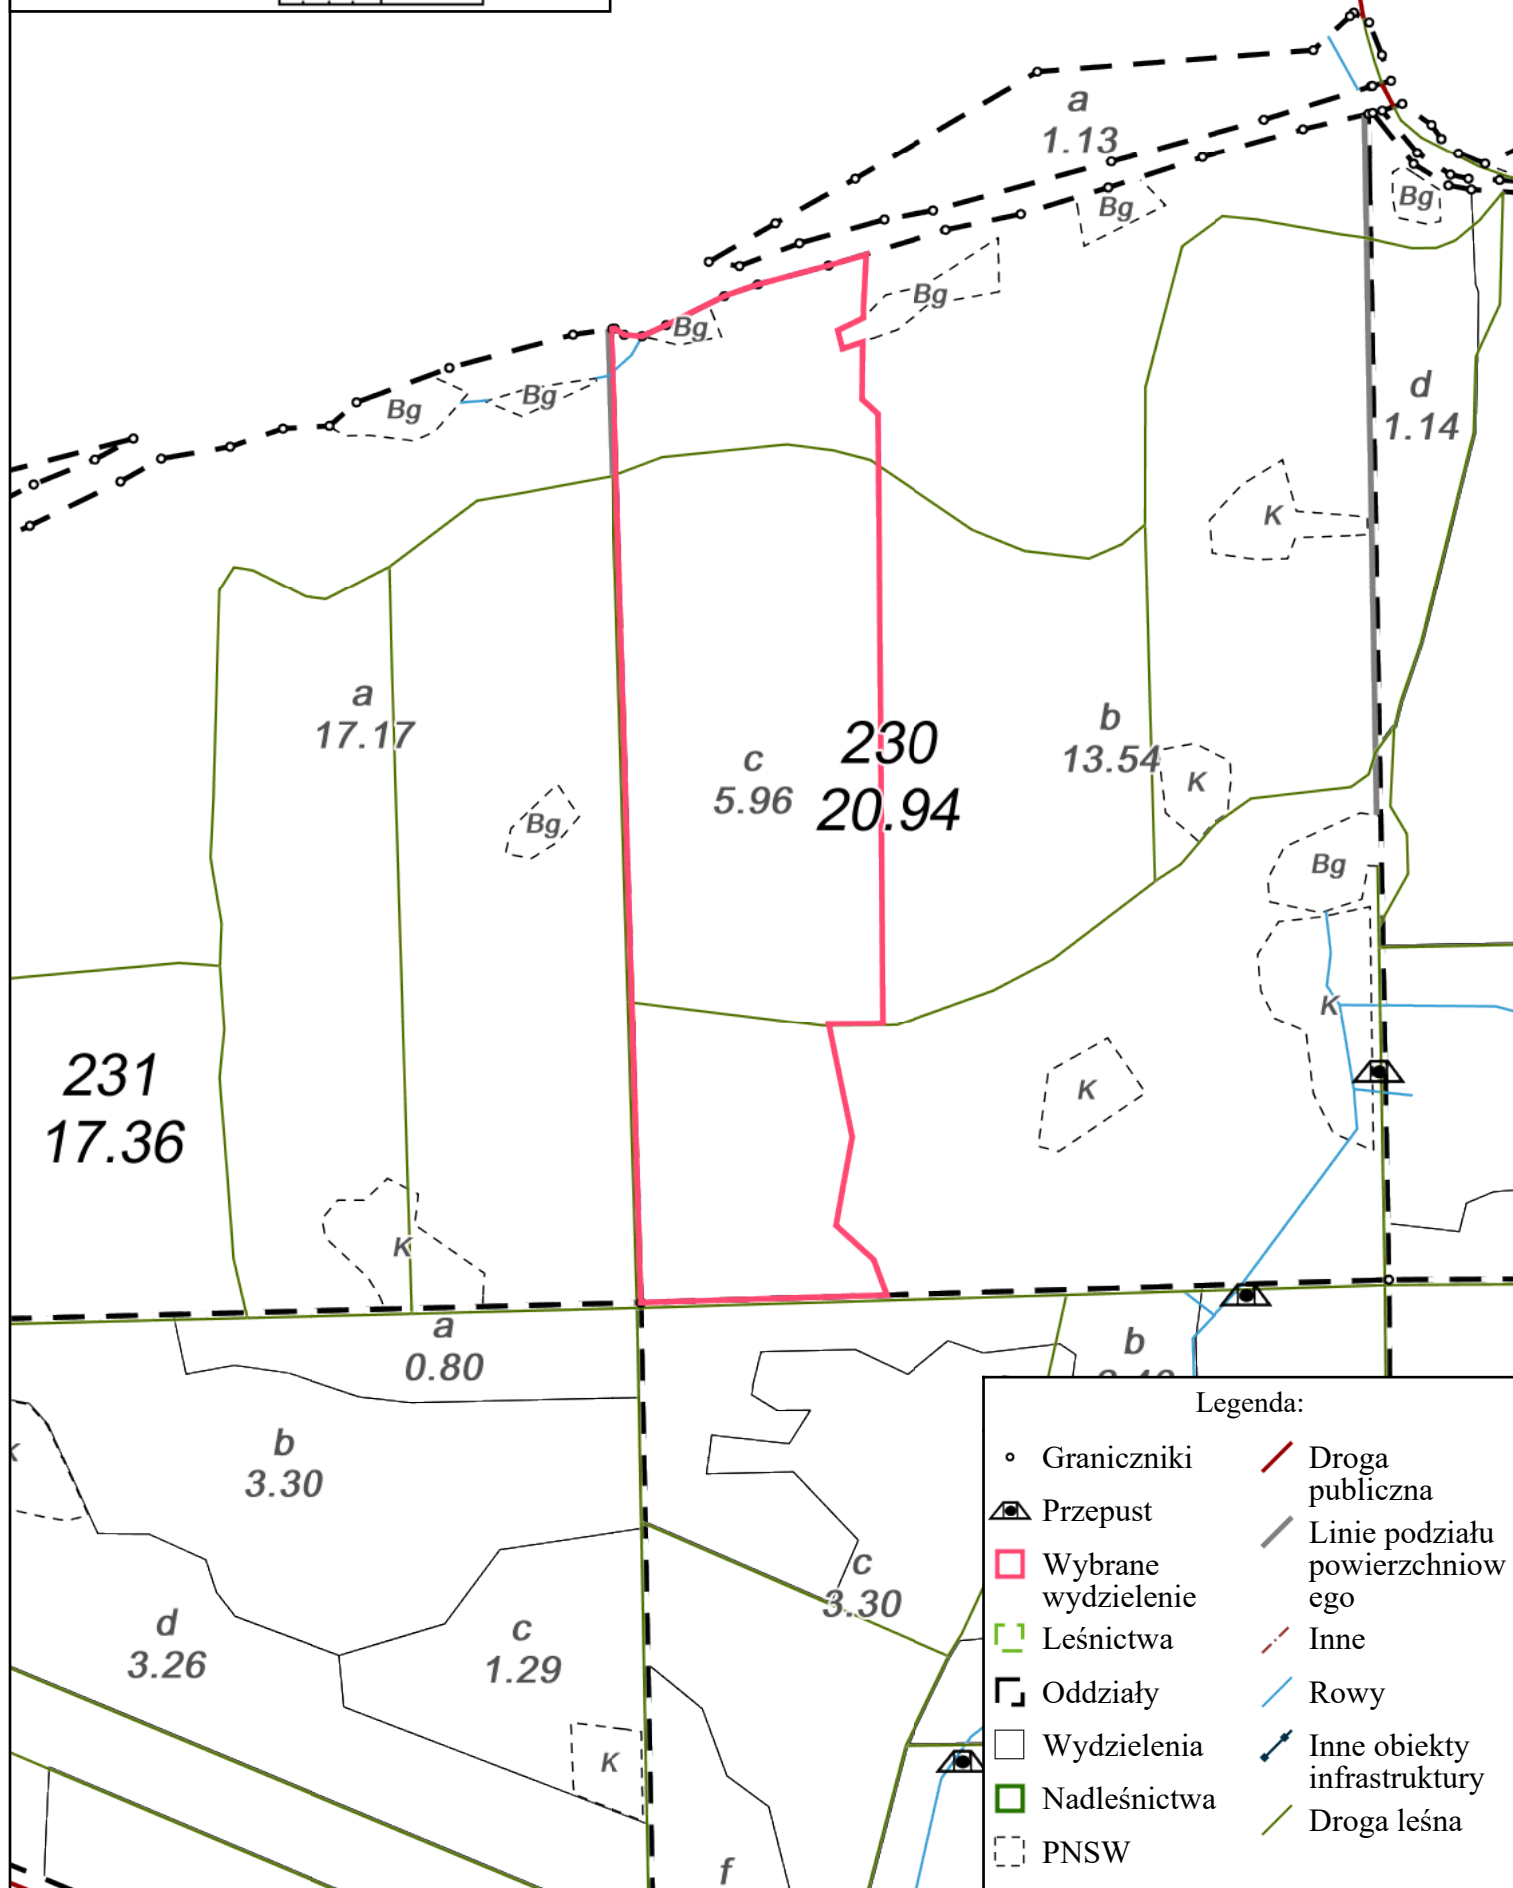 a
1.13
Bg
Bg
Bg
Bg
Bg
Bg
d
1.14
K
a
17.17
c
5.96
230
20.94
b
13.54
K
Bg
Bg
K
231
17.36
K
K
a
0.80
b
b
3.30
c
3.30
d
3.26
c
1.29
K
f
Legenda:
Graniczniki
Przepust
Wybrane
wydzielenie
Leśnictwa
Oddziały
Wydzielenia
Nadleśnictwa
PNSW
Droga
publiczna
Linie podziału
powierzchniow
ego
Inne
Rowy
Inne obiekty
infrastruktury
Droga leśna